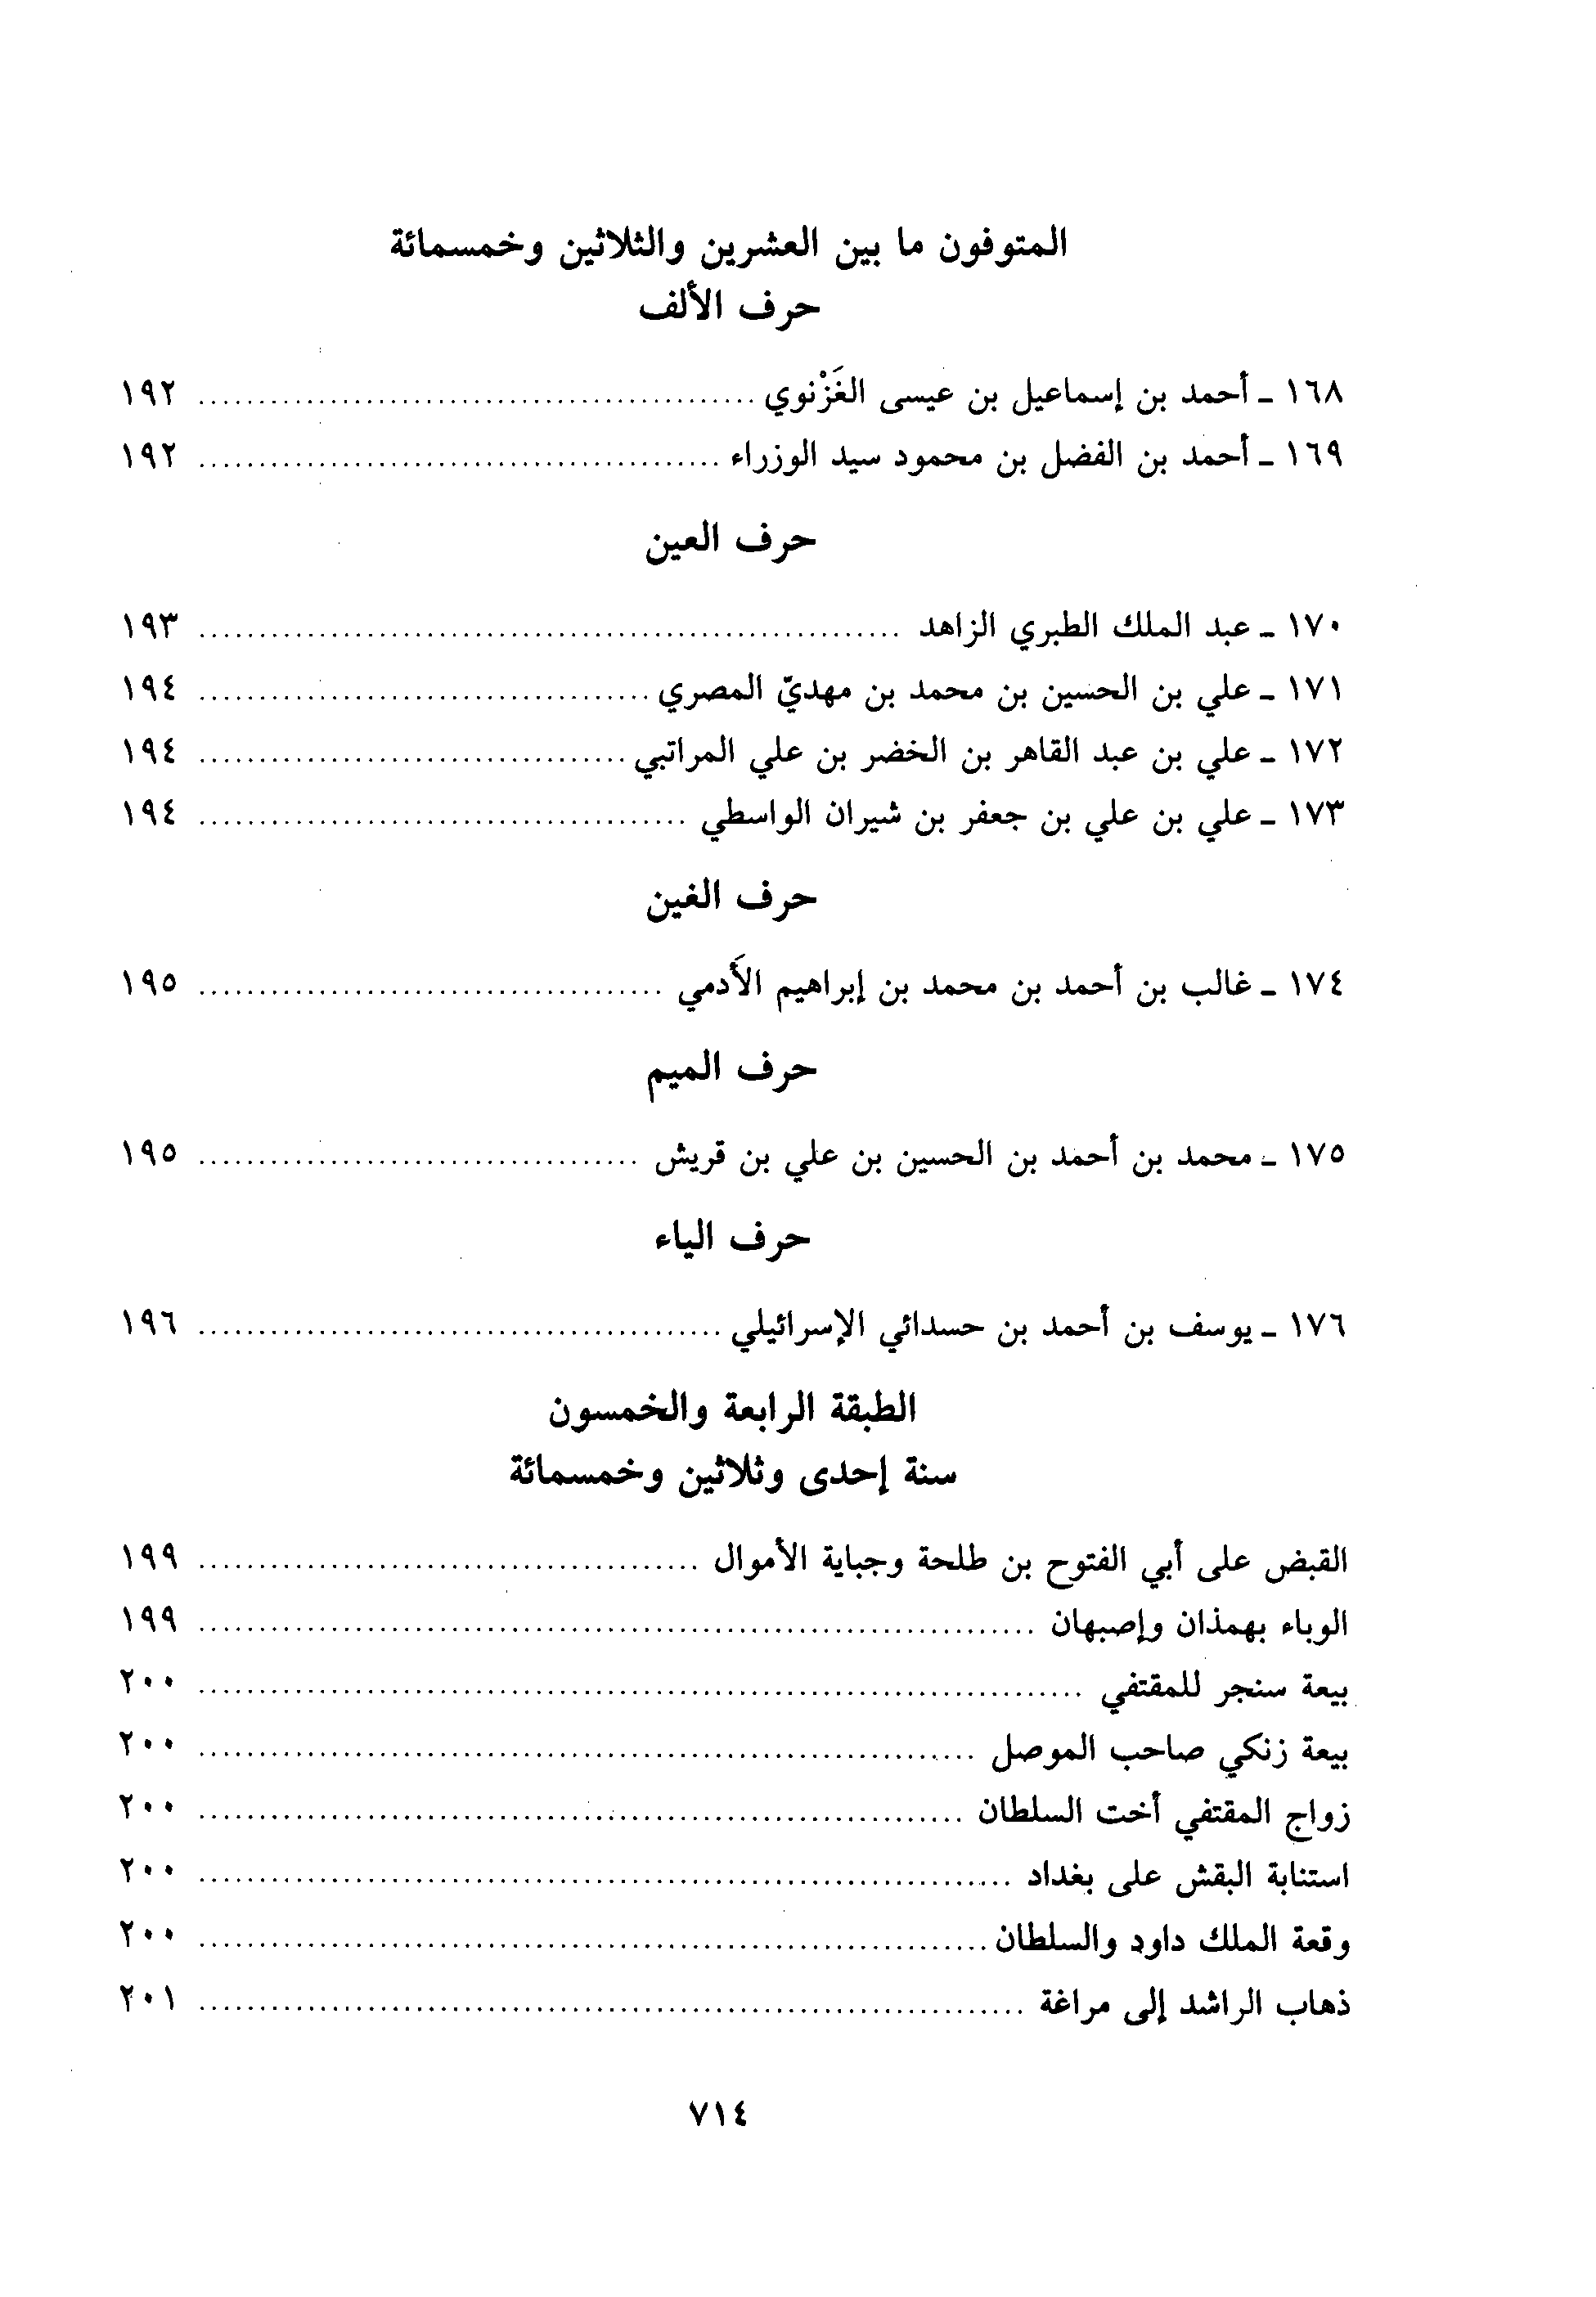 المتوفون ما بين العشرين والثلاثين وخمسمائة
حرف الألف
١٦٨ ـ أحمد بن إسماعيل بن عيسى الغَزْنوي ........................................ ١٩٢
١٦٩ ـ أحمد بن الفضل بن محمود سيد الوزراء ........................................ ١٩٢
حرف العين
١٧٠ ـ عبد الملك الطبري الزاهد ........................................ ١٩٣
١٧١ ـ علي بن الحسين بن محمد بن مهديّ المصري ........................................ ١٩٤
١٧٢ ـ علي بن عبد القاهر بن الخضر بن علي المراتبي ........................................ ١٩٤
١٧٣ ـ علي بن علي بن جعفر بن شيران الواسطي ........................................ ١٩٤
حرف الغين
١٧٤ ـ غالب بن أحمد بن محمد بن إبراهيم الأَدمي ........................................ ١٩٥
حرف الميم
١٧٥ ـ محمد بن أحمد بن الحسين بن علي بن قريش ........................................ ١٩٥
حرف الياء
١٧٦ ـ يوسف بن أحمد بن حسدائي الإسرائيلي ........................................ ١٩٦
الطبقة الرابعة والخمسون
سنة إحدى وثلاثين وخمسمائة
القبض على أبي الفتوح بن طلحة وجباية الأموال ........................................ ١٩٩
الوباء بهمذان وإصبهان ........................................ ١٩٩
بيعة سنجر للمقتفي ........................................ ٢٠٠
بيعة زنكي صاحب الموصل ........................................ ٢٠٠
زواج المقتفي أخت السلطان ........................................ ٢٠٠
استنابة البقش على بغداد ........................................ ٢٠٠
وقعة الملك داود والسلطان ........................................ ٢٠٠
ذهاب الراشد إلى مراغة ........................................ ٢٠١
٧١٤